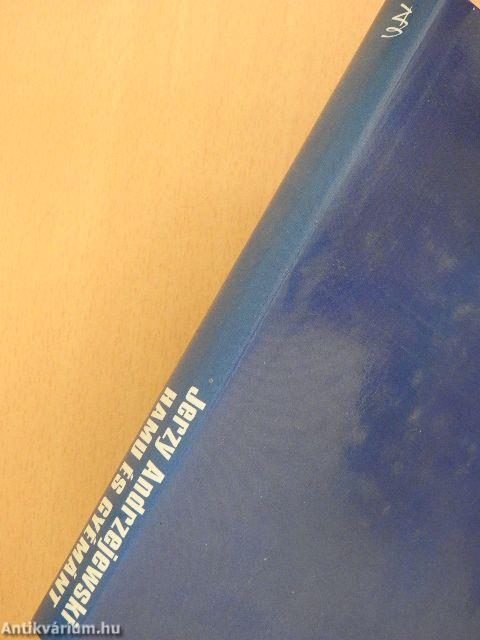 Jerzy Andrzejewski
HAMU ÉS GYÉMÁNT
Antikvárium.hu